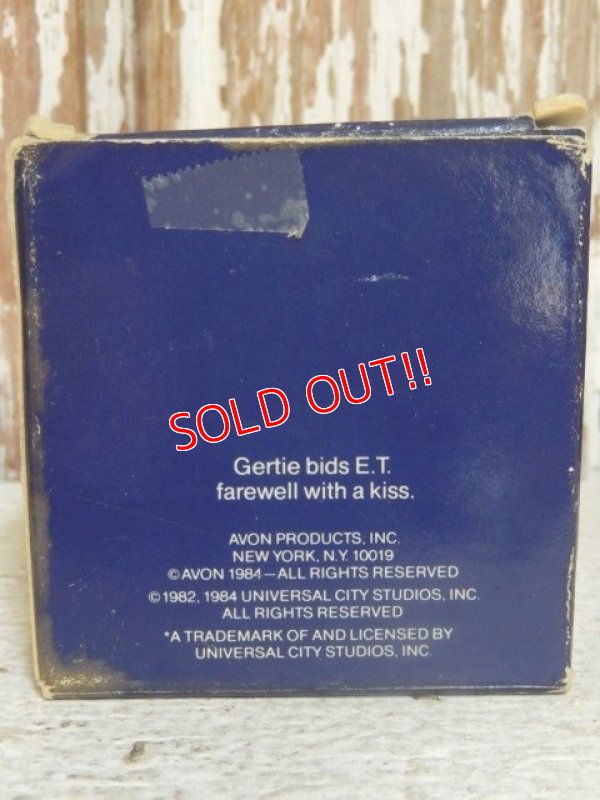 SOLD OUT!!
Gertie bids E.T.
farewell with a kiss.
AVON PRODUCTS, INC.
NEW YORK, N.Y. 10019
©AVON 1984—ALL RIGHTS RESERVED
©1982, 1984 UNIVERSAL CITY STUDIOS, INC.
ALL RIGHTS RESERVED
*A TRADEMARK OF AND LICENSED BY
UNIVERSAL CITY STUDIOS, INC.